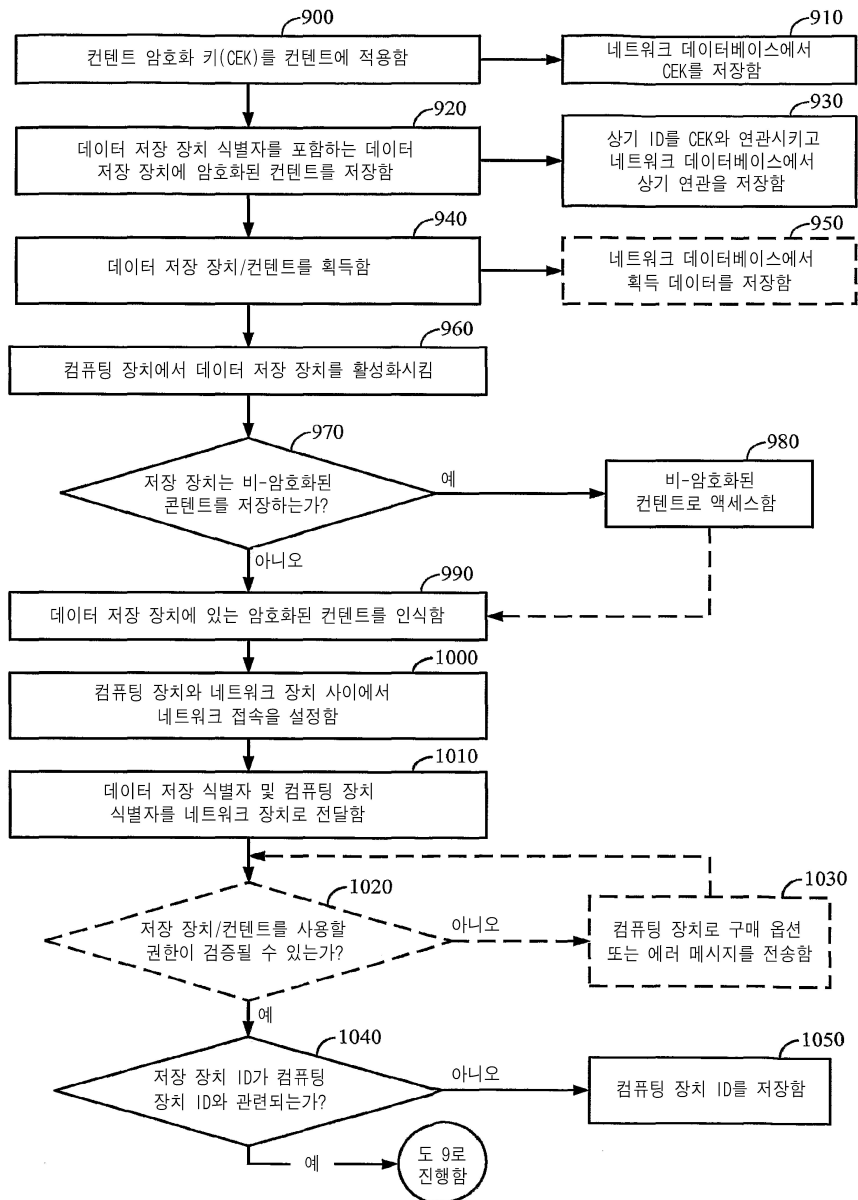 900
컨텐트 암호화 키(CEK)를 컨텐트에 적용함
910
네트워크 데이터베이스에서
CEK를 저장함
920
데이터 저장 장치 식별자를 포함하는 데이터
저장 장치에 암호화된 컨텐트를 저장함
930
상기 ID를 CEK와 연관시키고
네트워크 데이터베이스에서
상기 연관을 저장함
940
데이터 저장 장치/컨텐트를 획득함
950
네트워크 데이터베이스에서
획득 데이터를 저장함
960
컴퓨팅 장치에서 데이터 저장 장치를 활성화시킴
970
저장 장치는 비-암호화된
콘텐트를 저장하는가?
예
980
비-암호화된
컨텐트로 액세스함
아니오
990
데이터 저장 장치에 있는 암호화된 컨텐트를 인식함
1000
컴퓨팅 장치와 네트워크 장치 사이에서
네트워크 접속을 설정함
1010
데이터 저장 식별자 및 컴퓨팅 장치
식별자를 네트워크 장치로 전달함
1020
저장 장치/컨텐트를 사용할
권한이 검증될 수 있는가?
아니오
1030
컴퓨팅 장치로 구매 옵션
또는 에러 메시지를 전송함
예
1040
저장 장치 ID가 컴퓨팅
장치 ID와 관련되는가?
아니오
1050
컴퓨팅 장치 ID를 저장함
예
도 9로
진행함